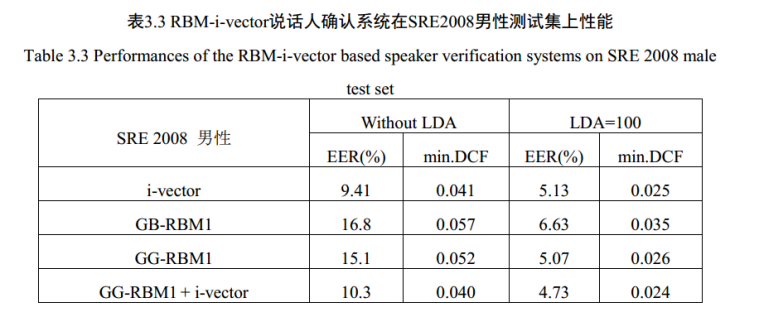 表3.3 RBM-i-vector说话人确认系统在SRE2008男性测试集上性能
Table 3.3 Performances of the RBM-i-vector based speaker verification systems on SRE 2008 male
test set
SRE 2008 男性 Without LDA LDA=100
EER(%) min.DCF EER(%) min.DCF
i-vector 9.41 0.041 5.13 0.025
GB-RBM1 16.8 0.057 6.63 0.035
GG-RBM1 15.1 0.052 5.07 0.026
GG-RBM1 + i-vector 10.3 0.040 4.73 0.024